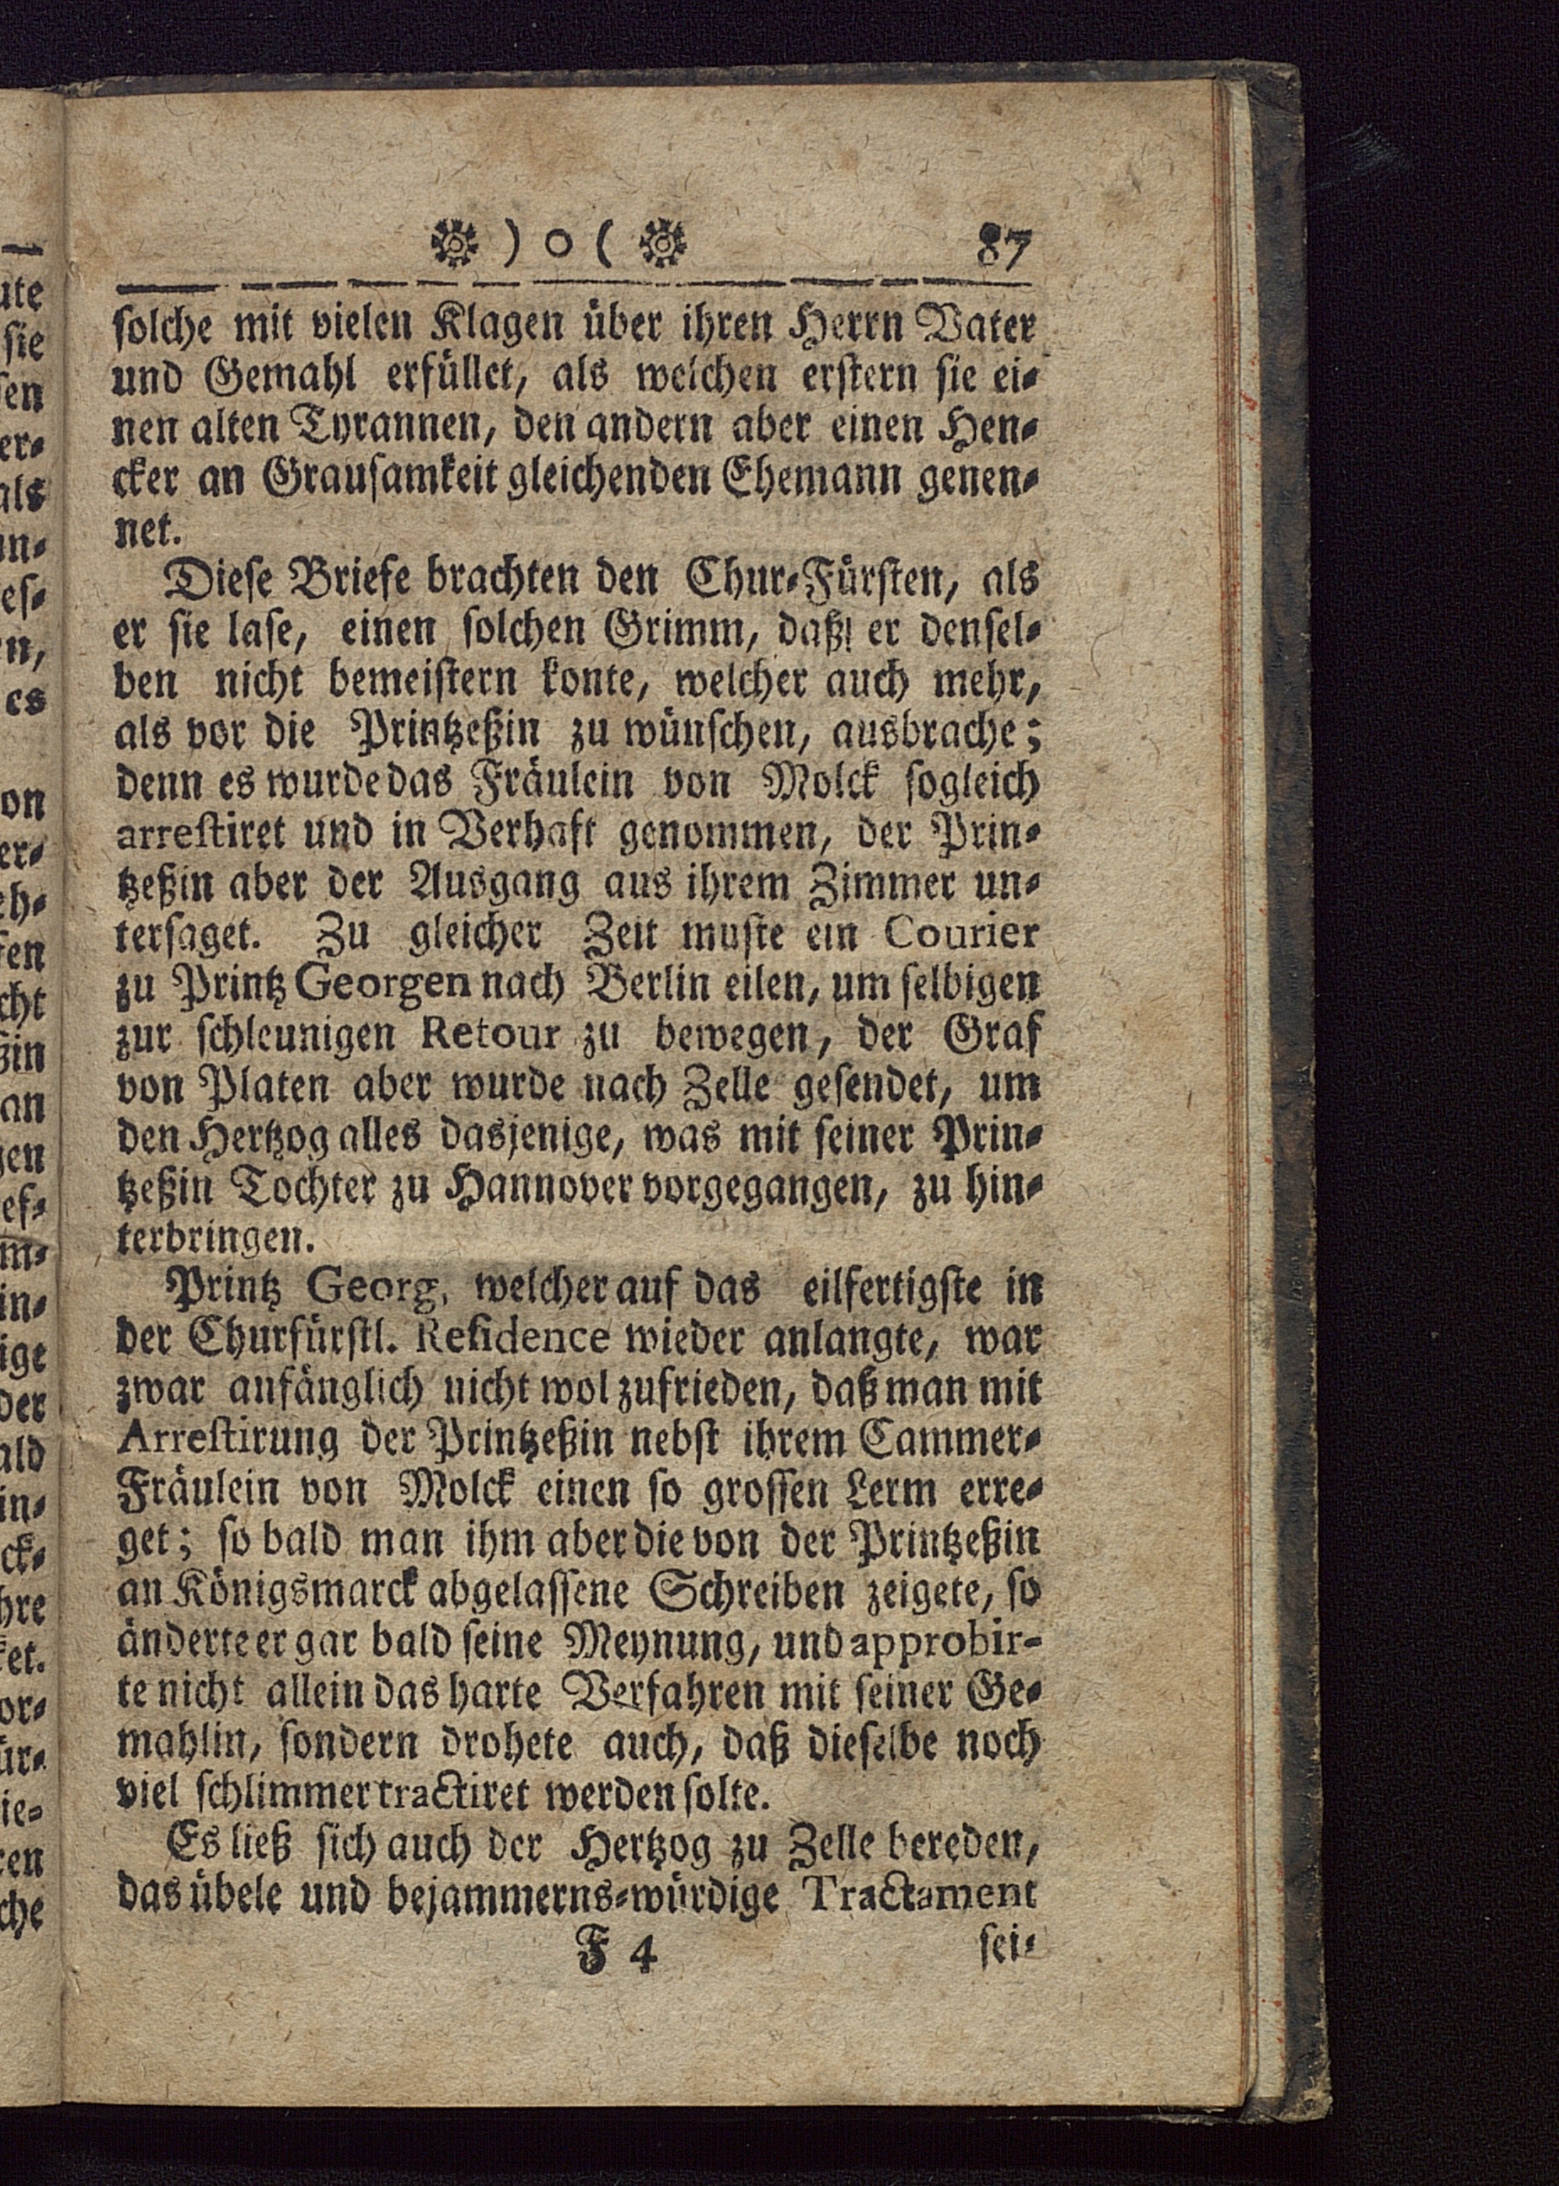 ❁ ) o ( ❁ 87
solche mit vielen Klagen über ihren Herrn Vater
und Gemahl erfüllet, als welchen erstern sie ei-
nen alten Tyrannen, den andern aber einen Hen-
cker an Grausamkeit gleichenden Ehemann genen-
net.
Diese Briefe brachten den Chur-Fürsten, als
er sie lase, einen solchen Grimm, daß er densel-
ben nicht bemeistern konte, welcher auch mehr,
als vor die Printzeßin zu wünschen, ausbrache;
denn es wurde das Fräulein von Molck sogleich
arrestiret und in Verhaft genommen, der Prin-
tzeßin aber der Ausgang aus ihrem Zimmer un-
tersaget. Zu gleicher Zeit muste ein Courier
zu Printz Georgen nach Berlin eilen, um selbigen
zur schleunigen Retour zu bewegen, der Graf
von Platen aber wurde nach Zelle gesendet, um
den Hertzog alles dasjenige, was mit seiner Prin-
tzeßin Tochter zu Hannover vorgegangen, zu hin-
terbringen.
Printz Georg, welcher auf das eilfertigste in
der Churfürstl. Residence wieder anlangte, war
zwar anfänglich nicht wol zufrieden, daß man mit
Arrestirung der Printzeßin nebst ihrem Cammer-
Fräulein von Molck einen so grossen Lerm erre-
get; so bald man ihm aber die von der Printzeßin
an Königsmarck abgelassene Schreiben zeigete, so
änderte er gar bald seine Meynung, und approbir-
te nicht allein das harte Verfahren mit seiner Ge-
mahlin, sondern drohete auch, daß dieselbe noch
viel schlimmer tractiret werden solte.
Es ließ sich auch der Hertzog zu Zelle bereden,
das übele und bejammerns-würdige Tractament
F 4 sei-